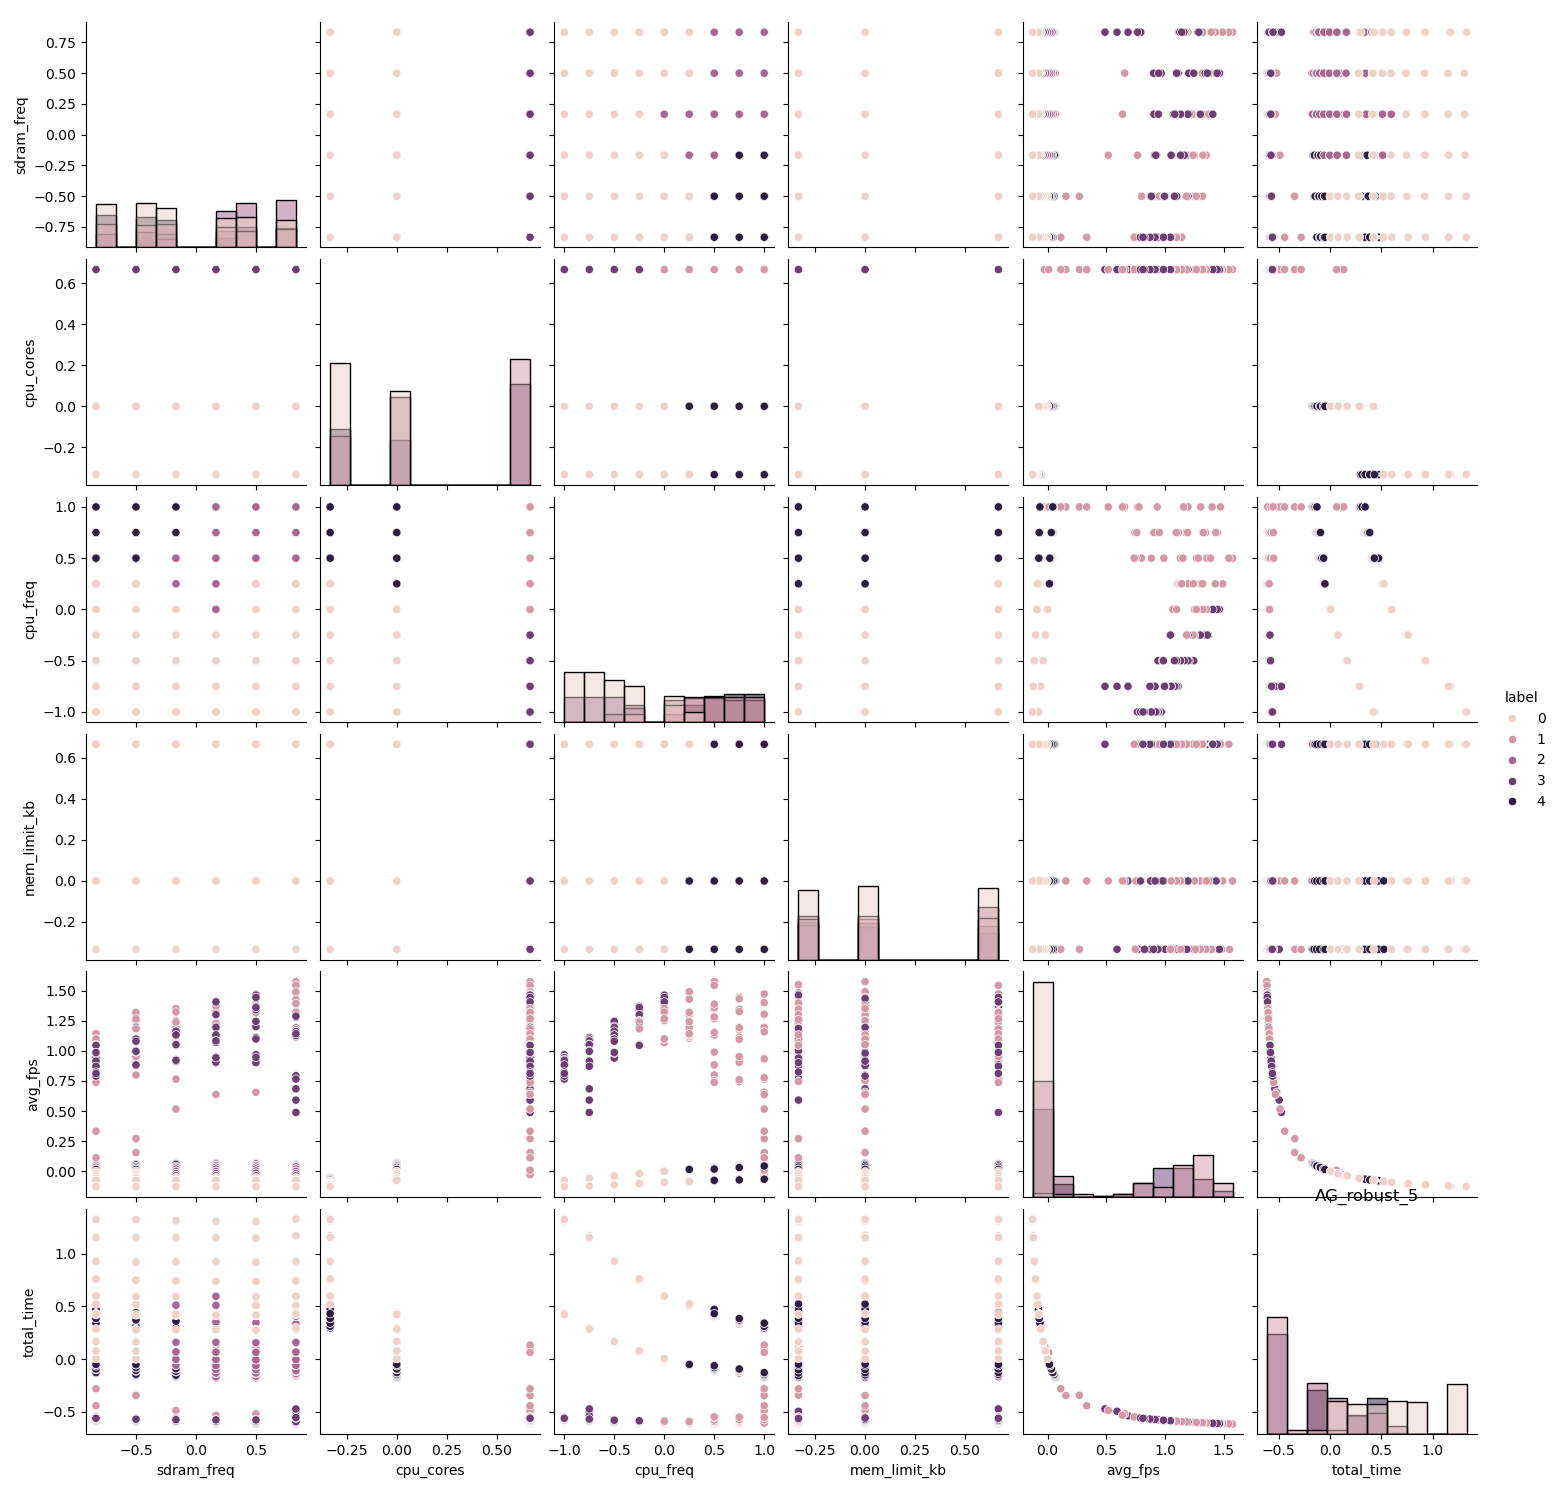 0.75
0.50
0.25
0.00
−0.25
−0.50
−0.75
sdram_freq
0.6
0.4
0.2
0.0
−0.2
cpu_cores
1.0
0.5
0.0
−0.5
−1.0
cpu_freq
label
0
1
2
3
4
0.6
0.4
0.2
0.0
−0.2
mem_limit_kb
1.50
1.25
1.00
0.75
0.50
0.25
0.00
avg_fps
AG_robust_5
1.0
0.5
0.0
−0.5
total_time
−0.5 0.0 0.5
sdram_freq
−0.25 0.00 0.25 0.50
cpu_cores
−1.0 −0.5 0.0 0.5 1.0
cpu_freq
−0.25 0.00 0.25 0.50
mem_limit_kb
0.0 0.5 1.0 1.5
avg_fps
−0.5 0.0 0.5 1.0
total_time